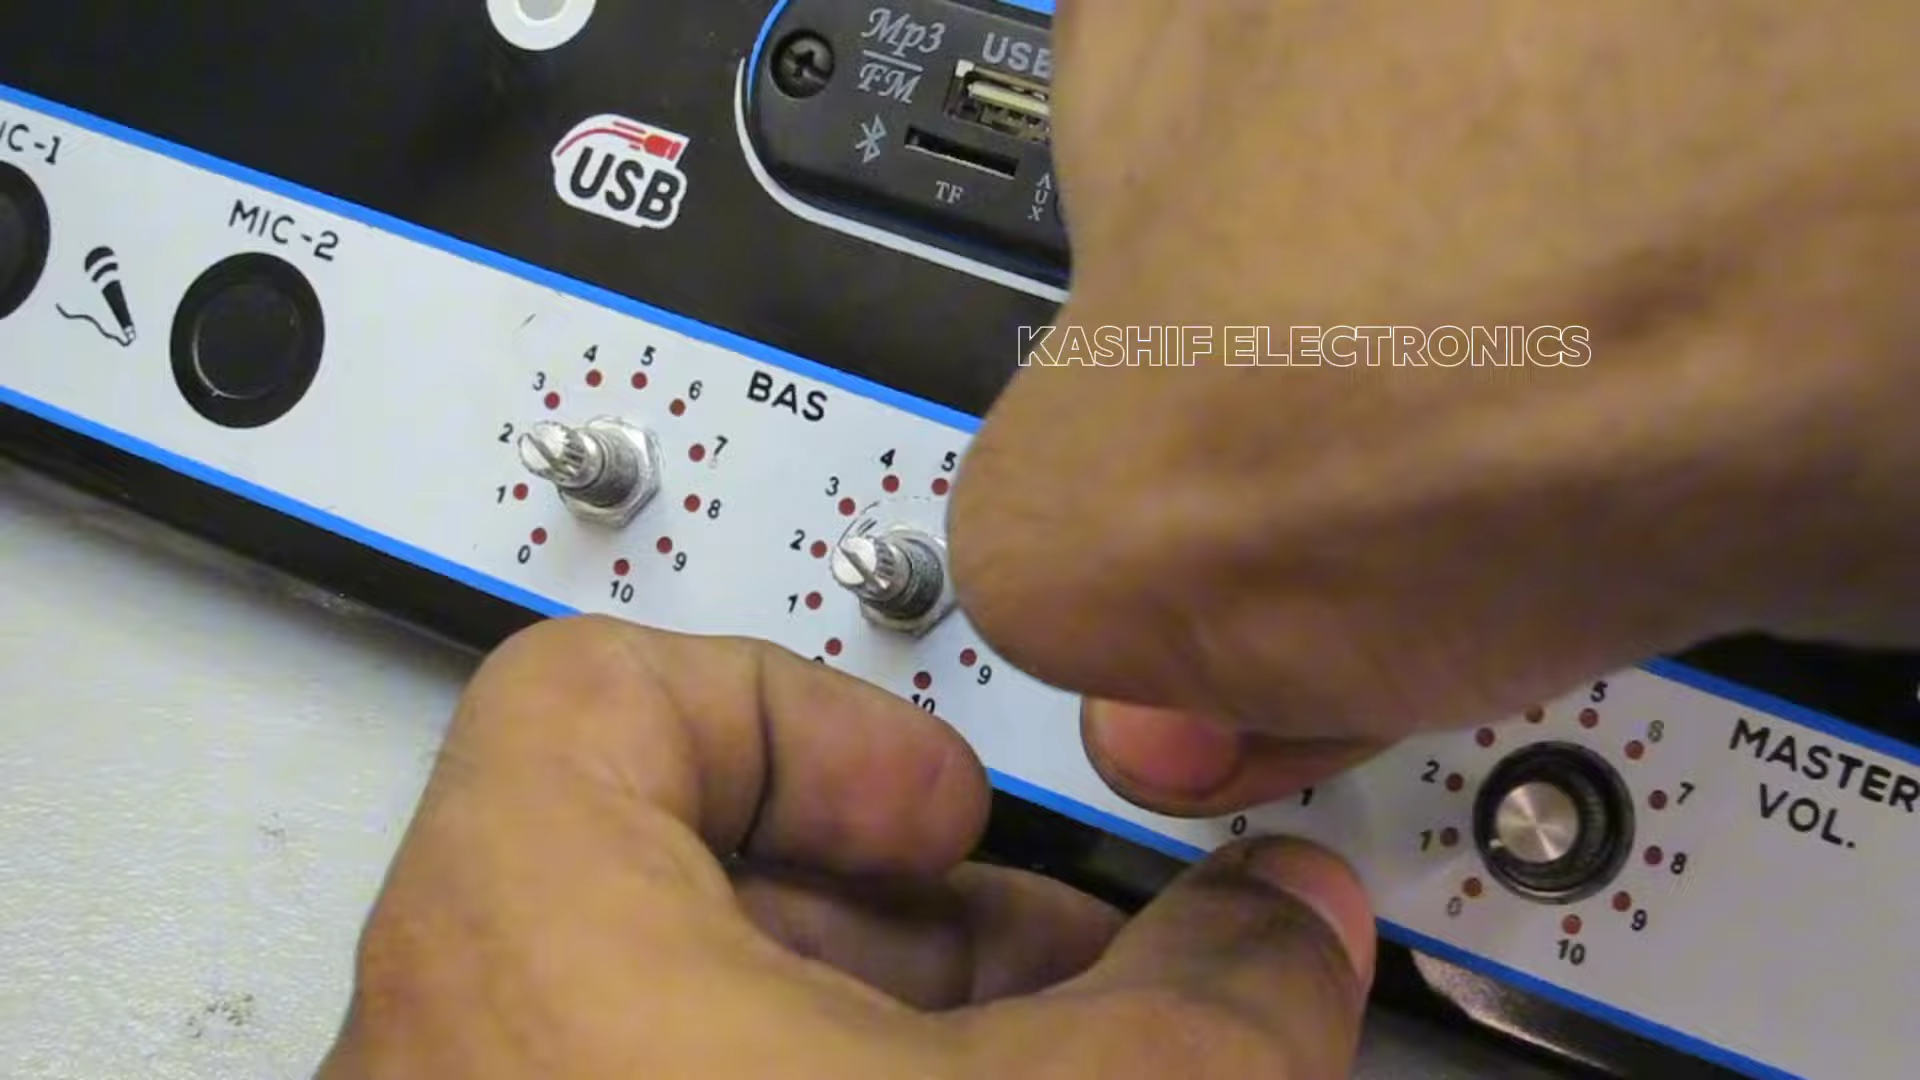 Mp3
FM
USB
TF
AUX
USB
MIC-2
BAS
KASHIF ELECTRONICS
0 1 2 3 4 5 6 7 8 9 10
1 2 3 4 5 9 10
0 1
0 1 2 5 6 7 8 9 10
MASTER
VOL.